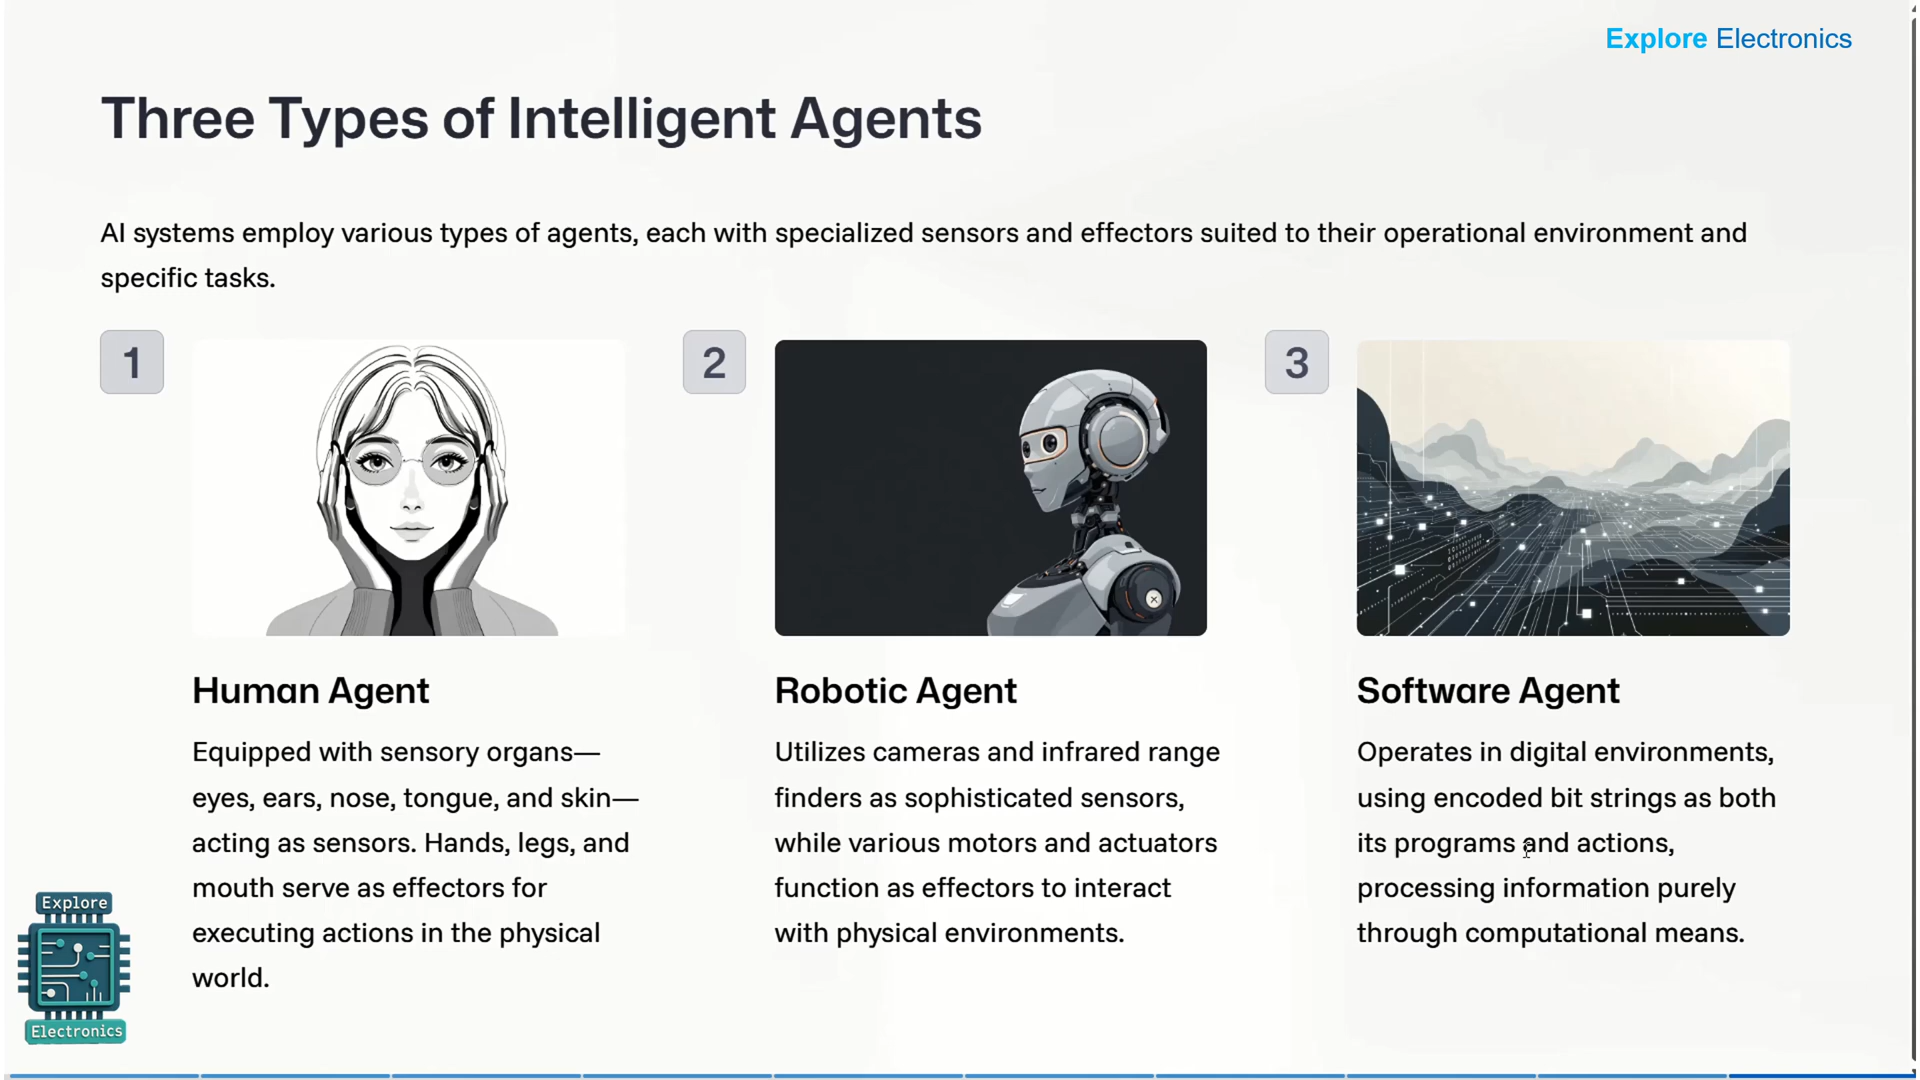 Explore Electronics
Three Types of Intelligent Agents
AI systems employ various types of agents, each with specialized sensors and effectors suited to their operational environment and
specific tasks.
1
Human Agent
Equipped with sensory organs—
eyes, ears, nose, tongue, and skin—
acting as sensors. Hands, legs, and
mouth serve as effectors for
executing actions in the physical
world.
2
Robotic Agent
Utilizes cameras and infrared range
finders as sophisticated sensors,
while various motors and actuators
function as effectors to interact
with physical environments.
3
Software Agent
Operates in digital environments,
using encoded bit strings as both
its programs and actions,
processing information purely
through computational means.
Explore
Electronics